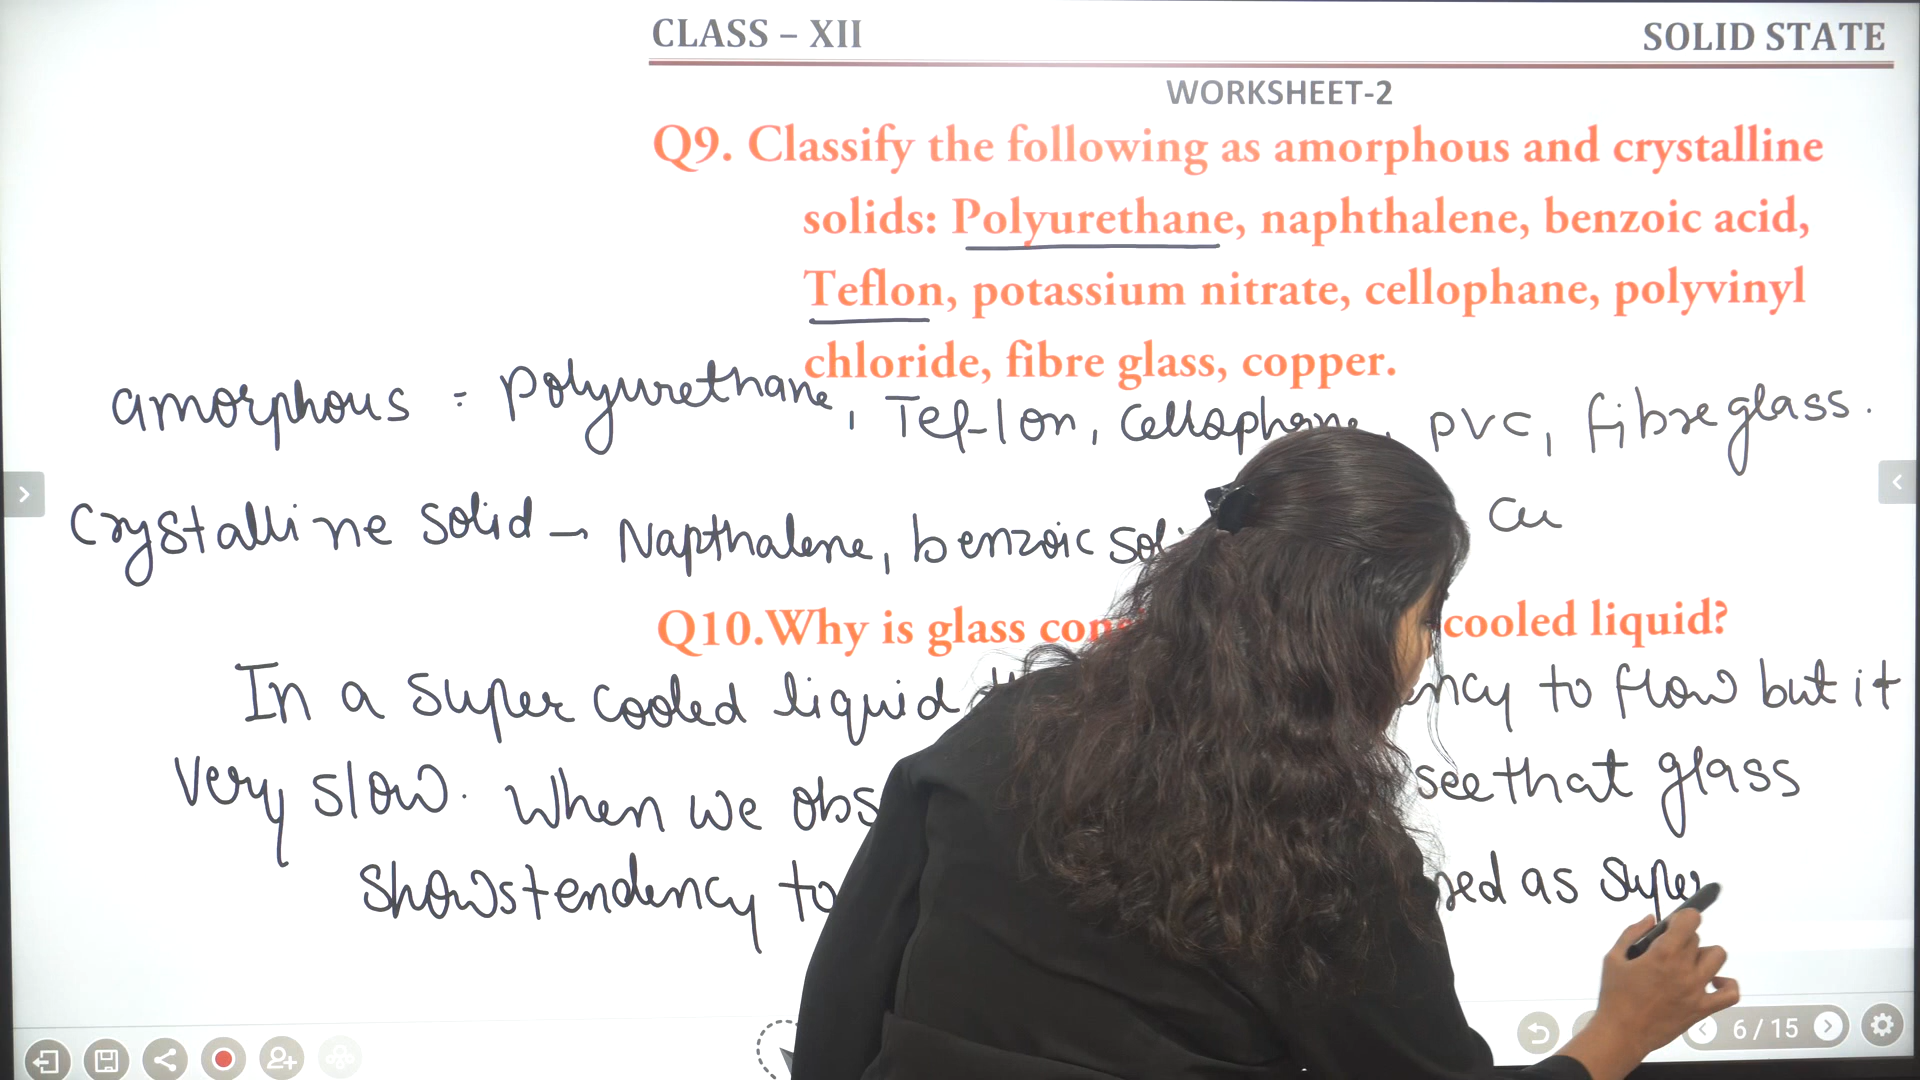 CLASS – XII
SOLID STATE
WORKSHEET-2
Q9. Classify the following as amorphous and crystalline
solids: Polyurethane, naphthalene, benzoic acid,
Teflon, potassium nitrate, cellophane, polyvinyl
chloride, fibre glass, copper.
amorphous = polyurethane, Teflon, Cellophane, PVC, fibre glass.
Crystalline solid – Napthalene, benzoic Cu
Q10.Why is glass cooled liquid?
In a super cooled liquid to flow but it
very slow. When we see that glass
shows tendency to as super
6 / 15